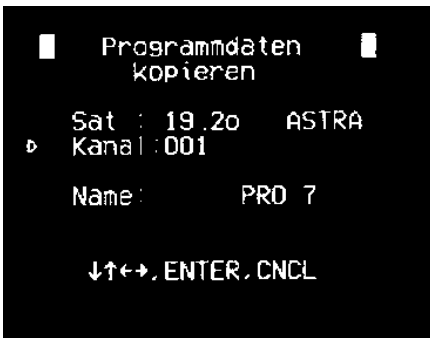 Programmdaten
kopieren
Sat : 19.2o ASTRA
Kanal:001
Name: PRO 7
↓↑←→,ENTER,CNCL